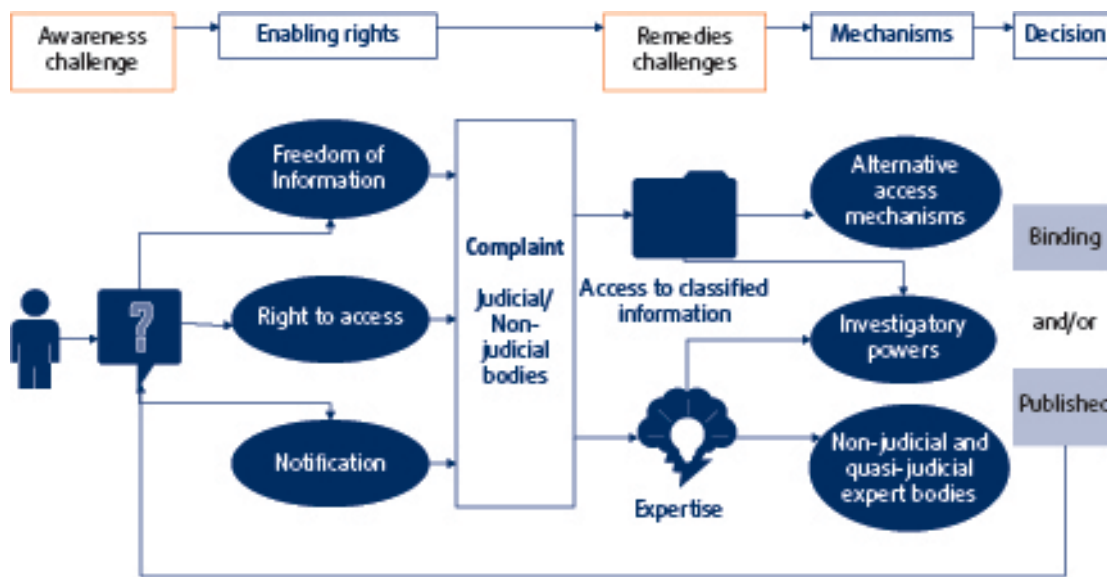 Awareness
challenge
Enabling rights
Remedies
challenges
Mechanisms
Decision
Freedom of
Information
Right to access
Notification
Complaint
Judicial/
Non-
judicial
bodies
Access to classified
information
Expertise
Alternative
access
mechanisms
Investigatory
powers
Non-judicial and
quasi-judicial
expert bodies
Binding
and/or
Published
?